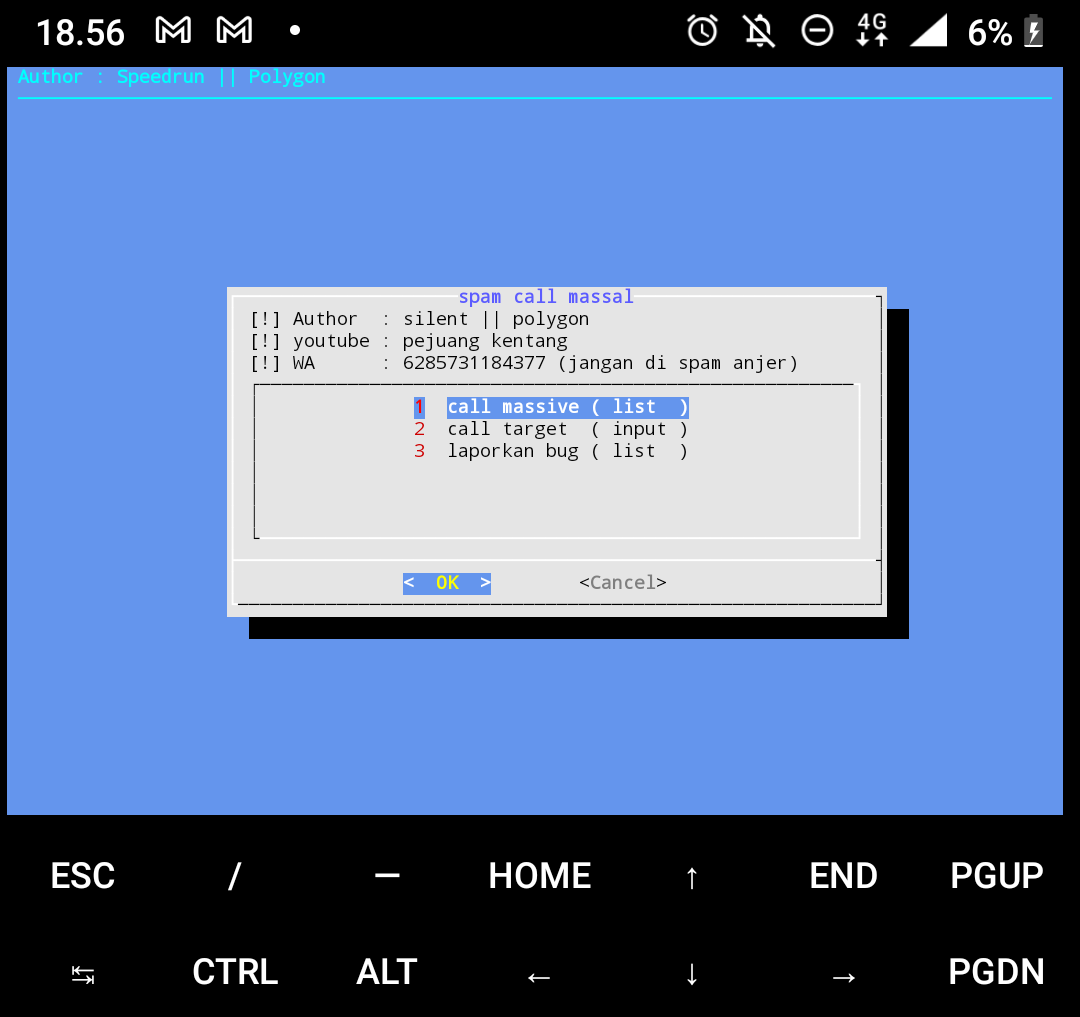 18.56 4G 6%
Author : Speedrun || Polygon
spam call massal
[!] Author : silent || polygon
[!] youtube : pejuang kentang
[!] WA : 6285731184377 (jangan di spam anjer)
1 call massive ( list )
2 call target ( input )
3 laporkan bug ( list )
< OK > <Cancel>
ESC / — HOME ↑ END PGUP
↹ CTRL ALT ← ↓ → PGDN